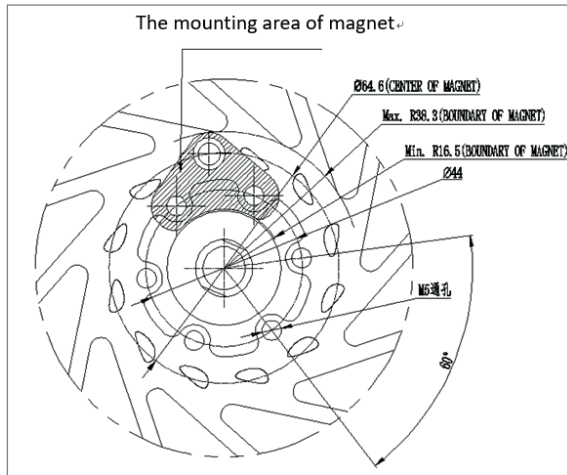 The mounting area of magnet
Ø64.6(CENTER OF MAGNET)
Max. R38.3(BOUNDARY OF MAGNET)
Min. R16.5(BOUNDARY OF MAGNET)
Ø44
M5通孔
60°